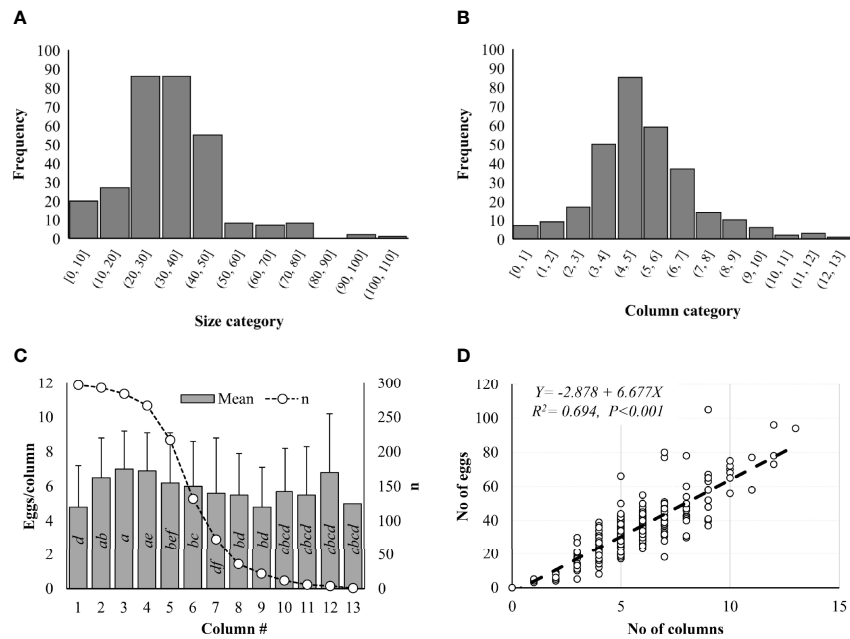 A
100
90
80
70
60
50
40
30
20
10
0
Frequency
[0, 10]
(10, 20]
(20, 30]
(30, 40]
(40, 50]
(50, 60]
(60, 70]
(70, 80]
(80, 90]
(90, 100]
(100, 110]
Size category
B
100
90
80
70
60
50
40
30
20
10
0
Frequency
[0, 1]
(1, 2]
(2, 3]
(3, 4]
(4, 5]
(5, 6]
(6, 7]
(7, 8]
(8, 9]
(9, 10]
(10, 11]
(11, 12]
(12, 13]
Column category
C
12
10
8
6
4
2
0
Eggs/column
Mean
n
300
250
200
150
100
50
0
n
d
ab
a
ae
bef
bc
df
bd
bd
abcd
abcd
abcd
abcd
1 2 3 4 5 6 7 8 9 10 11 12 13
Column #
D
120
100
80
60
40
20
0
No of eggs
Y= -2.878 + 6.677X
R²= 0.694, P<0.001
0 5 10 15
No of columns